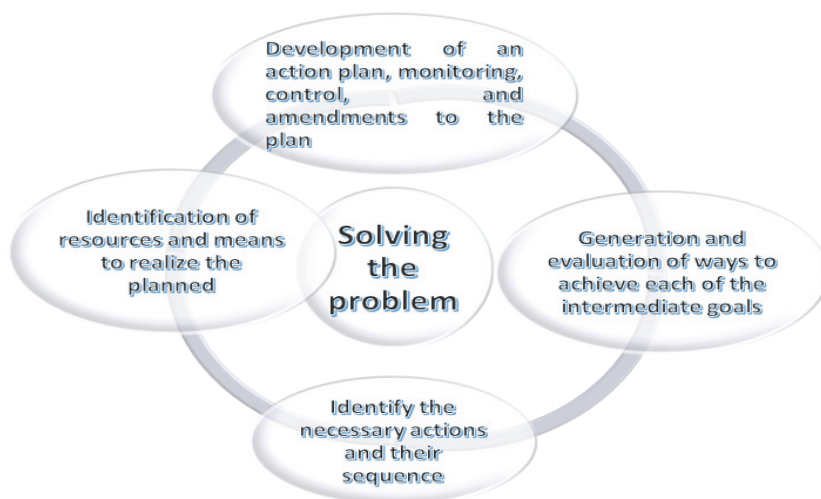 Development of an
action plan, monitoring,
control, and
amendments to the
plan
Identification of
resources and means
to realize the
planned
Solving
the
problem
Generation and
evaluation of ways to
achieve each of the
intermediate goals
Identify the
necessary actions
and their
sequence